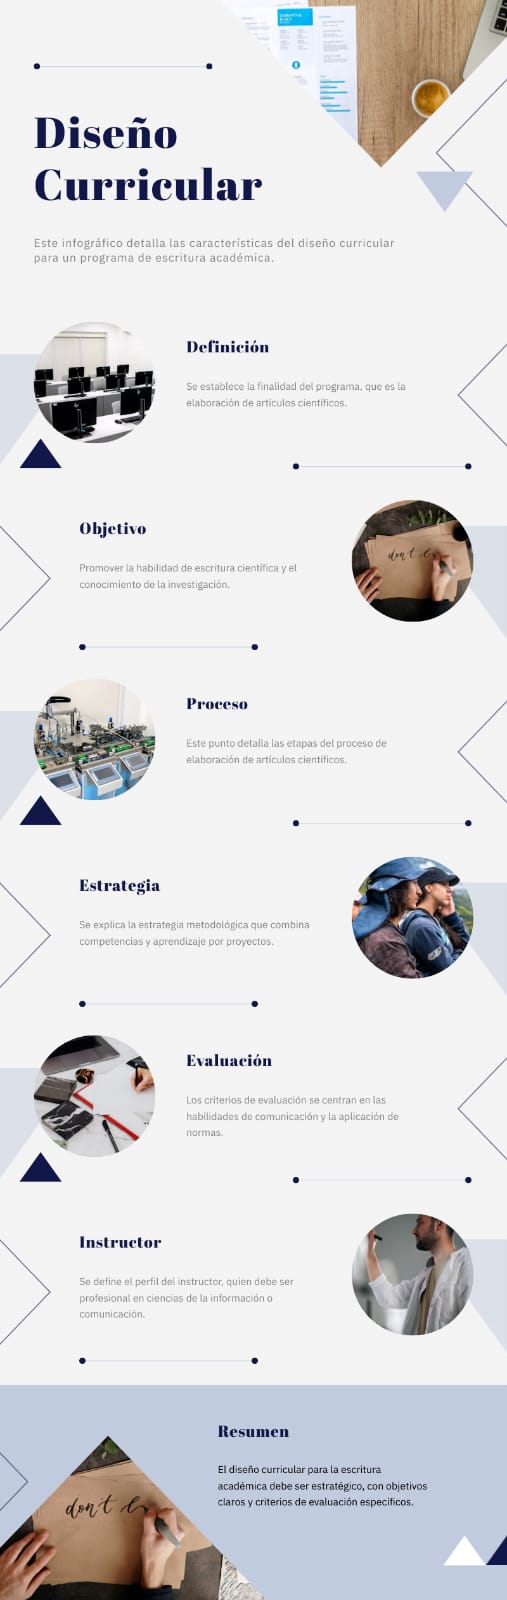 Diseño
Curricular
Este infográfico detalla las características del diseño curricular
para un programa de escritura académica.
Definición
Se establece la finalidad del programa, que es la
elaboración de artículos científicos.
Objetivo
Promover la habilidad de escritura científica y el
conocimiento de la investigación.
don't
Proceso
Este punto detalla las etapas del proceso de
elaboración de artículos científicos.
Estrategia
Se explica la estrategia metodológica que combina
competencias y aprendizaje por proyectos.
Evaluación
Los criterios de evaluación se centran en las
habilidades de comunicación y la aplicación de
normas.
Instructor
Se define el perfil del instructor, quien debe ser
profesional en ciencias de la información o
comunicación.
Resumen
El diseño curricular para la escritura
académica debe ser estratégico, con objetivos
claros y criterios de evaluación específicos.
don't